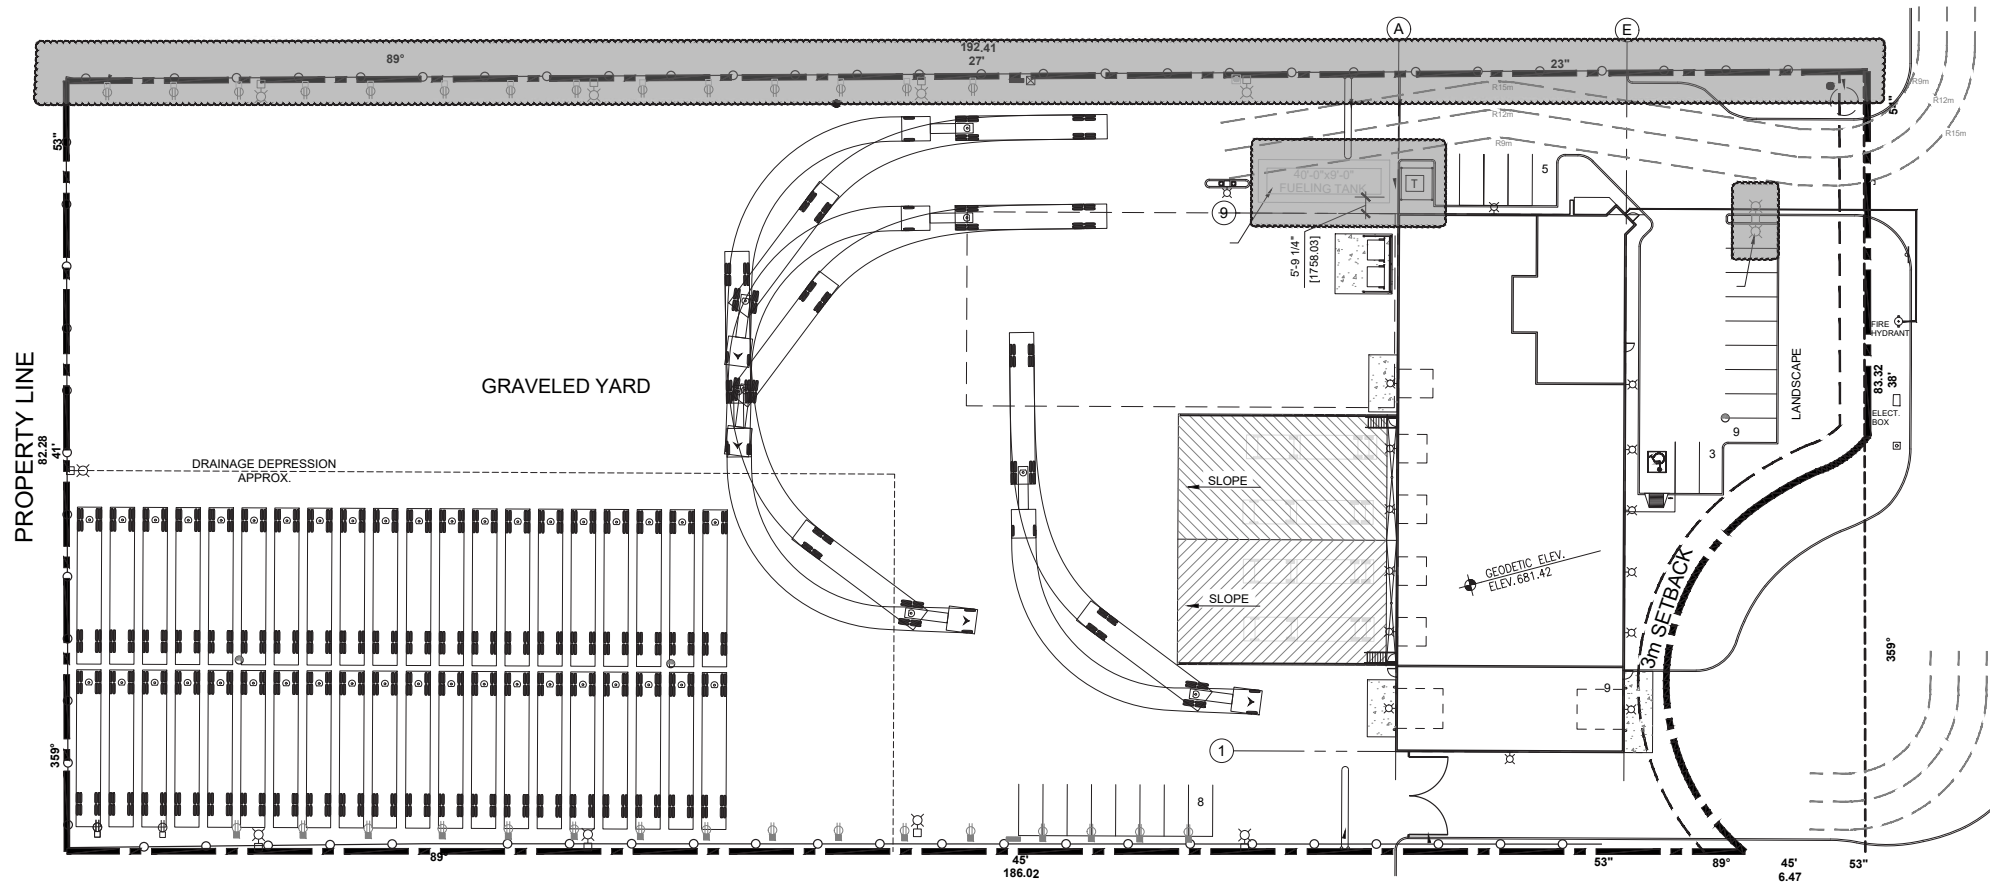 A
E
192.41
27'
89°
23"
R15m
R12m
R9m
R9m
R12m
R15m
53"
53"
40'-0"x9'-0"
FUELING TANK
T
5
9
5'-9 1/4"
[1758.03]
FIRE
HYDRANT
LANDSCAPE
83.32
38'
ELECT.
BOX
9
3
PROPERTY LINE
82.28
41'
GRAVELED YARD
DRAINAGE DEPRESSION
APPROX.
SLOPE
SLOPE
GEODETIC ELEV.
ELEV.681.42
3m SETBACK
359°
9
359°
1
8
89°
45'
186.02
53"
89°
45'
6.47
53"